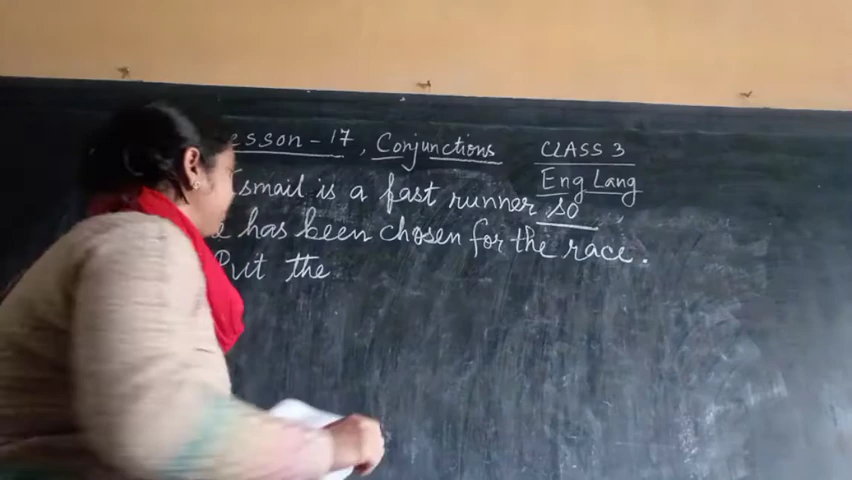 esson - 17, Conjunctions CLASS 3
Eng Lang
Ismail is a fast runner so
e has been chosen for the race.
Put the